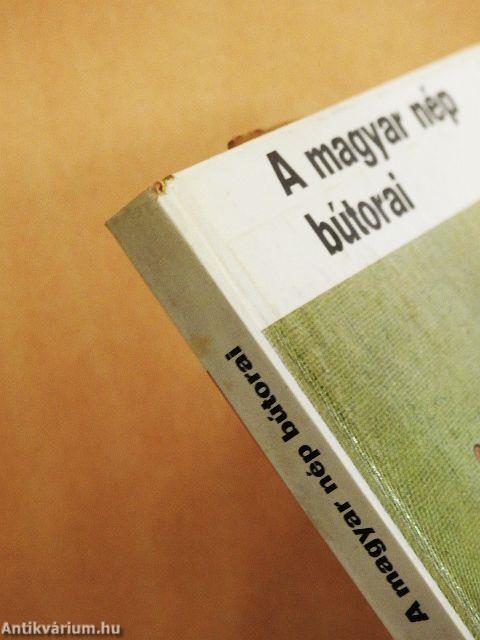 A magyar nép
bútorai
A magyar nép bútorai
Antikvárium.hu